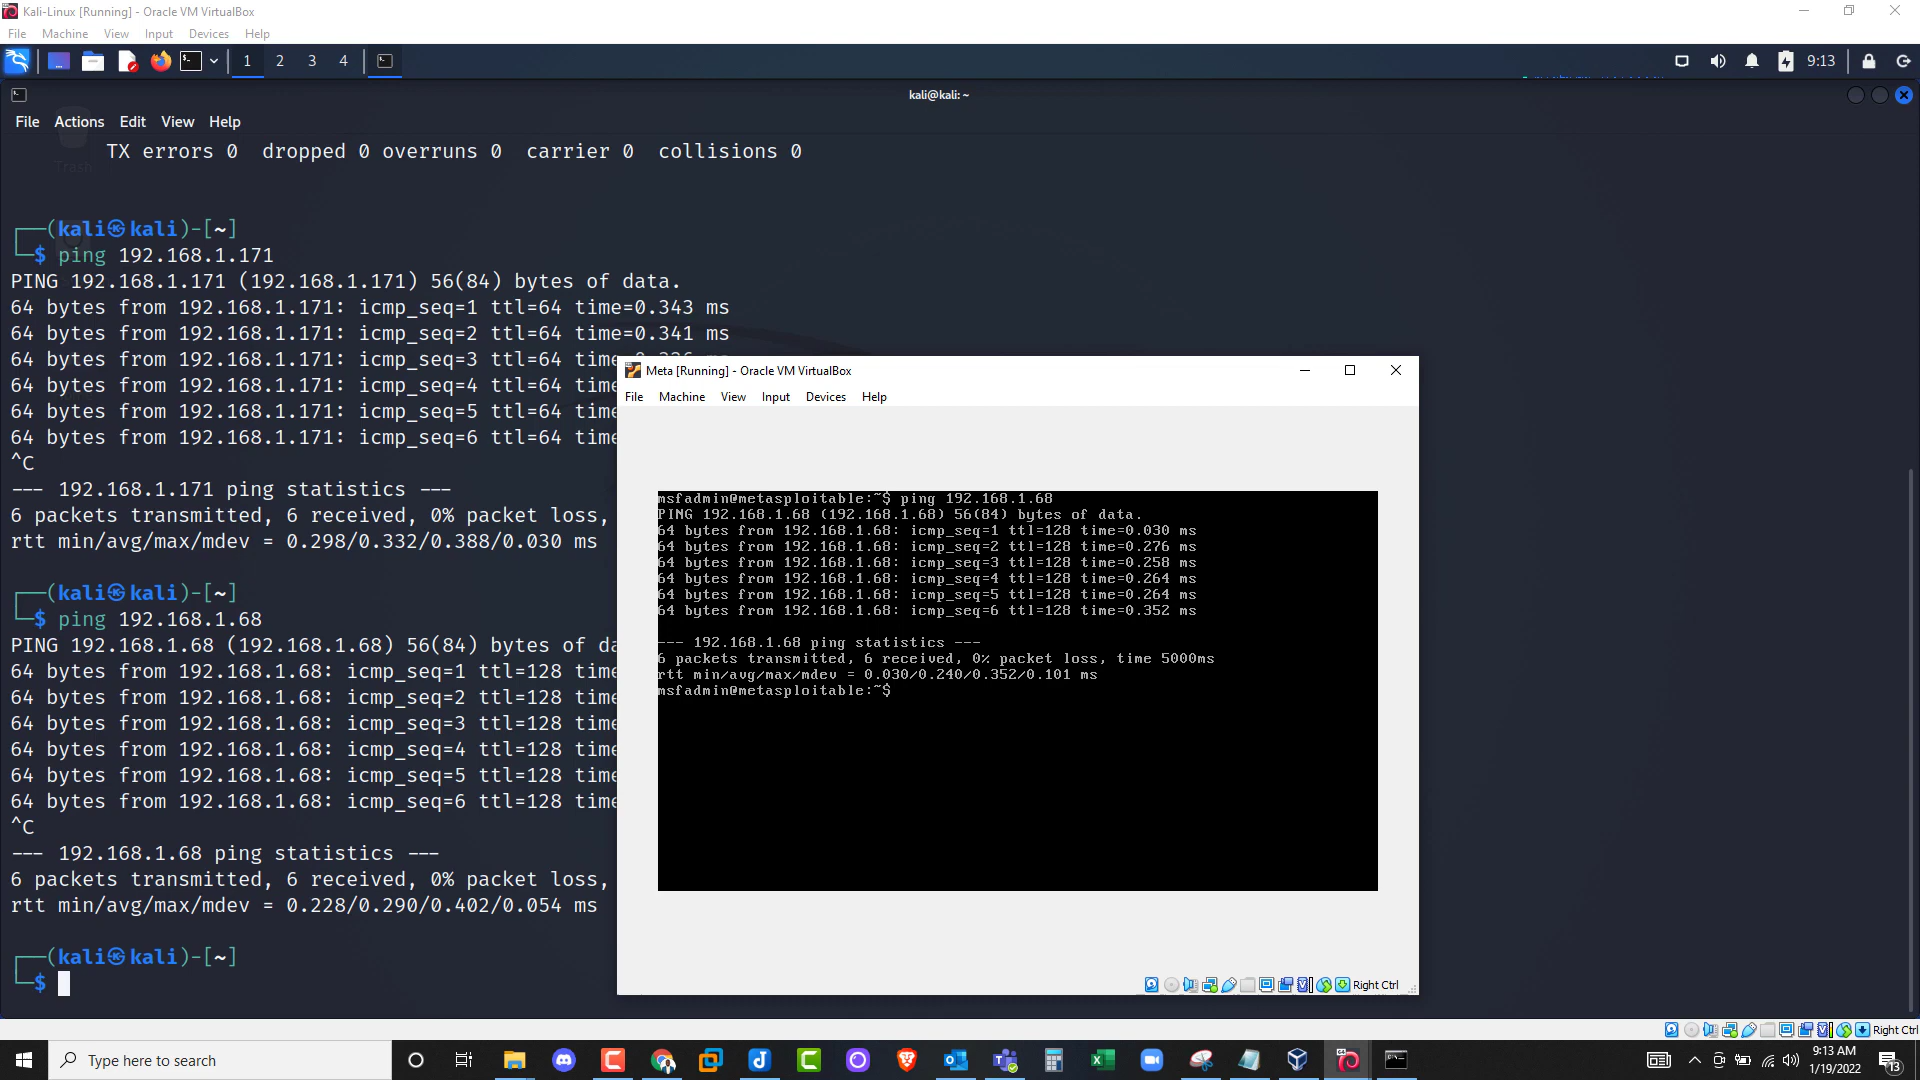 Kali-Linux [Running] - Oracle VM VirtualBox
File Machine View Input Devices Help
1 2 3 4
9:13
kali@kali: ~
File Actions Edit View Help
TX errors 0  dropped 0 overruns 0  carrier 0  collisions 0
Trash
(kali㉿kali)-[~]
$ ping 192.168.1.171
PING 192.168.1.171 (192.168.1.171) 56(84) bytes of data.
64 bytes from 192.168.1.171: icmp_seq=1 ttl=64 time=0.343 ms
64 bytes from 192.168.1.171: icmp_seq=2 ttl=64 time=0.341 ms
64 bytes from 192.168.1.171: icmp_seq=3 ttl=64
64 bytes from 192.168.1.171: icmp_seq=4 ttl=64
64 bytes from 192.168.1.171: icmp_seq=5 ttl=64
64 bytes from 192.168.1.171: icmp_seq=6 ttl=64
^C
--- 192.168.1.171 ping statistics ---
6 packets transmitted, 6 received, 0% packet loss,
rtt min/avg/max/mdev = 0.298/0.332/0.388/0.030 ms
(kali㉿kali)-[~]
$ ping 192.168.1.68
PING 192.168.1.68 (192.168.1.68) 56(84) bytes of
64 bytes from 192.168.1.68: icmp_seq=1 ttl=128
64 bytes from 192.168.1.68: icmp_seq=2 ttl=128
64 bytes from 192.168.1.68: icmp_seq=3 ttl=128
64 bytes from 192.168.1.68: icmp_seq=4 ttl=128
64 bytes from 192.168.1.68: icmp_seq=5 ttl=128
64 bytes from 192.168.1.68: icmp_seq=6 ttl=128
^C
--- 192.168.1.68 ping statistics ---
6 packets transmitted, 6 received, 0% packet loss,
rtt min/avg/max/mdev = 0.228/0.290/0.402/0.054 ms
(kali㉿kali)-[~]
$
Meta [Running] - Oracle VM VirtualBox
File Machine View Input Devices Help
msfadmin@metasploitable:~$ ping 192.168.1.68
PING 192.168.1.68 (192.168.1.68) 56(84) bytes of data.
64 bytes from 192.168.1.68: icmp_seq=1 ttl=128 time=0.030 ms
64 bytes from 192.168.1.68: icmp_seq=2 ttl=128 time=0.276 ms
64 bytes from 192.168.1.68: icmp_seq=3 ttl=128 time=0.258 ms
64 bytes from 192.168.1.68: icmp_seq=4 ttl=128 time=0.264 ms
64 bytes from 192.168.1.68: icmp_seq=5 ttl=128 time=0.264 ms
64 bytes from 192.168.1.68: icmp_seq=6 ttl=128 time=0.352 ms
--- 192.168.1.68 ping statistics ---
6 packets transmitted, 6 received, 0% packet loss, time 5000ms
rtt min/avg/max/mdev = 0.030/0.240/0.352/0.101 ms
msfadmin@metasploitable:~$
Right Ctrl
Right Ctrl
Type here to search
9:13 AM
1/19/2022
13